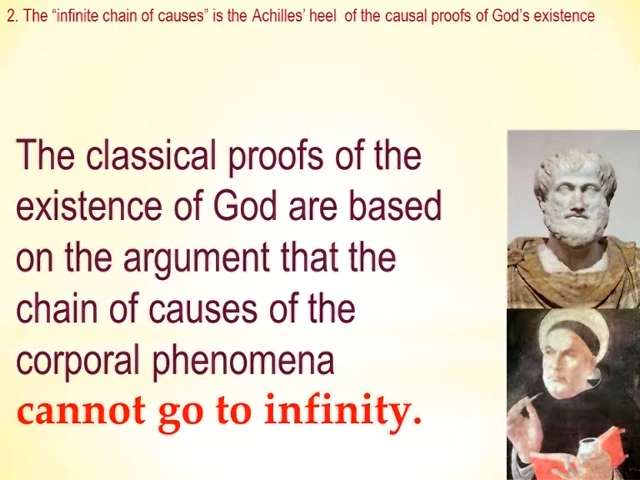 2. The “infinite chain of causes” is the Achilles’ heel of the causal proofs of God’s existence
The classical proofs of the
existence of God are based
on the argument that the
chain of causes of the
corporal phenomena
cannot go to infinity.